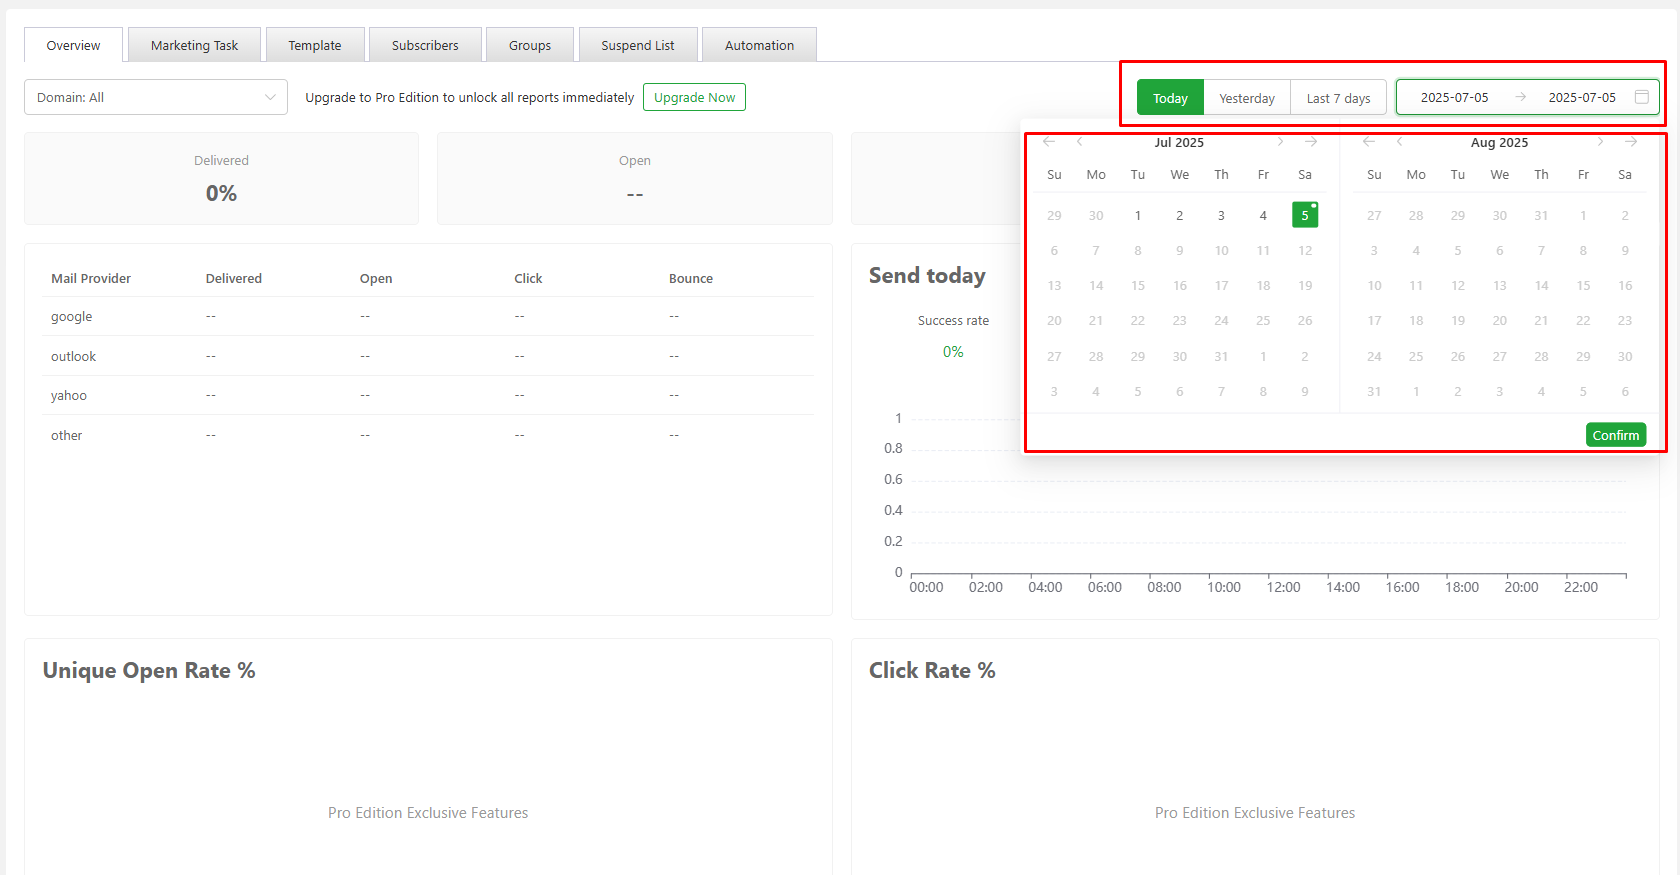 Overview Marketing Task Template Subscribers Groups Suspend List Automation
Domain: All Upgrade to Pro Edition to unlock all reports immediately Upgrade Now Today Yesterday Last 7 days 2025-07-05 → 2025-07-05
Delivered Open
0% --
Jul 2025
Su Mo Tu We Th Fr Sa
29 30 1 2 3 4 5
6 7 8 9 10 11 12
13 14 15 16 17 18 19
20 21 22 23 24 25 26
27 28 29 30 31 1 2
3 4 5 6 7 8 9
Aug 2025
Su Mo Tu We Th Fr Sa
27 28 29 30 31 1 2
3 4 5 6 7 8 9
10 11 12 13 14 15 16
17 18 19 20 21 22 23
24 25 26 27 28 29 30
31 1 2 3 4 5 6
Confirm
Mail Provider Delivered Open Click Bounce
google -- -- -- --
outlook -- -- -- --
yahoo -- -- -- --
other -- -- -- --
Send today
Success rate
0%
1
0.8
0.6
0.4
0.2
0
00:00 02:00 04:00 06:00 08:00 10:00 12:00 14:00 16:00 18:00 20:00 22:00
Unique Open Rate %
Pro Edition Exclusive Features
Click Rate %
Pro Edition Exclusive Features